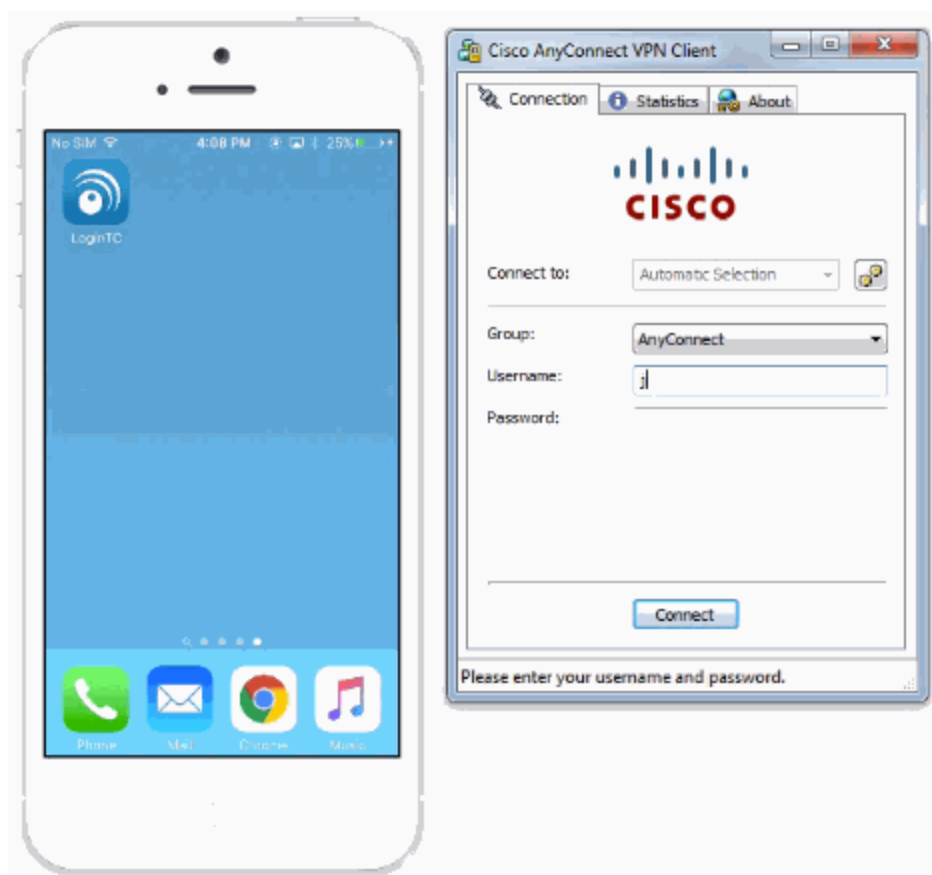 No SIM 4:08 PM 25%
LoginTC
Phone Mail Chrome Music
Cisco AnyConnect VPN Client
Connection Statistics About
CISCO
Connect to: Automatic Selection
Group: AnyConnect
Username: j
Password:
Connect
Please enter your username and password.